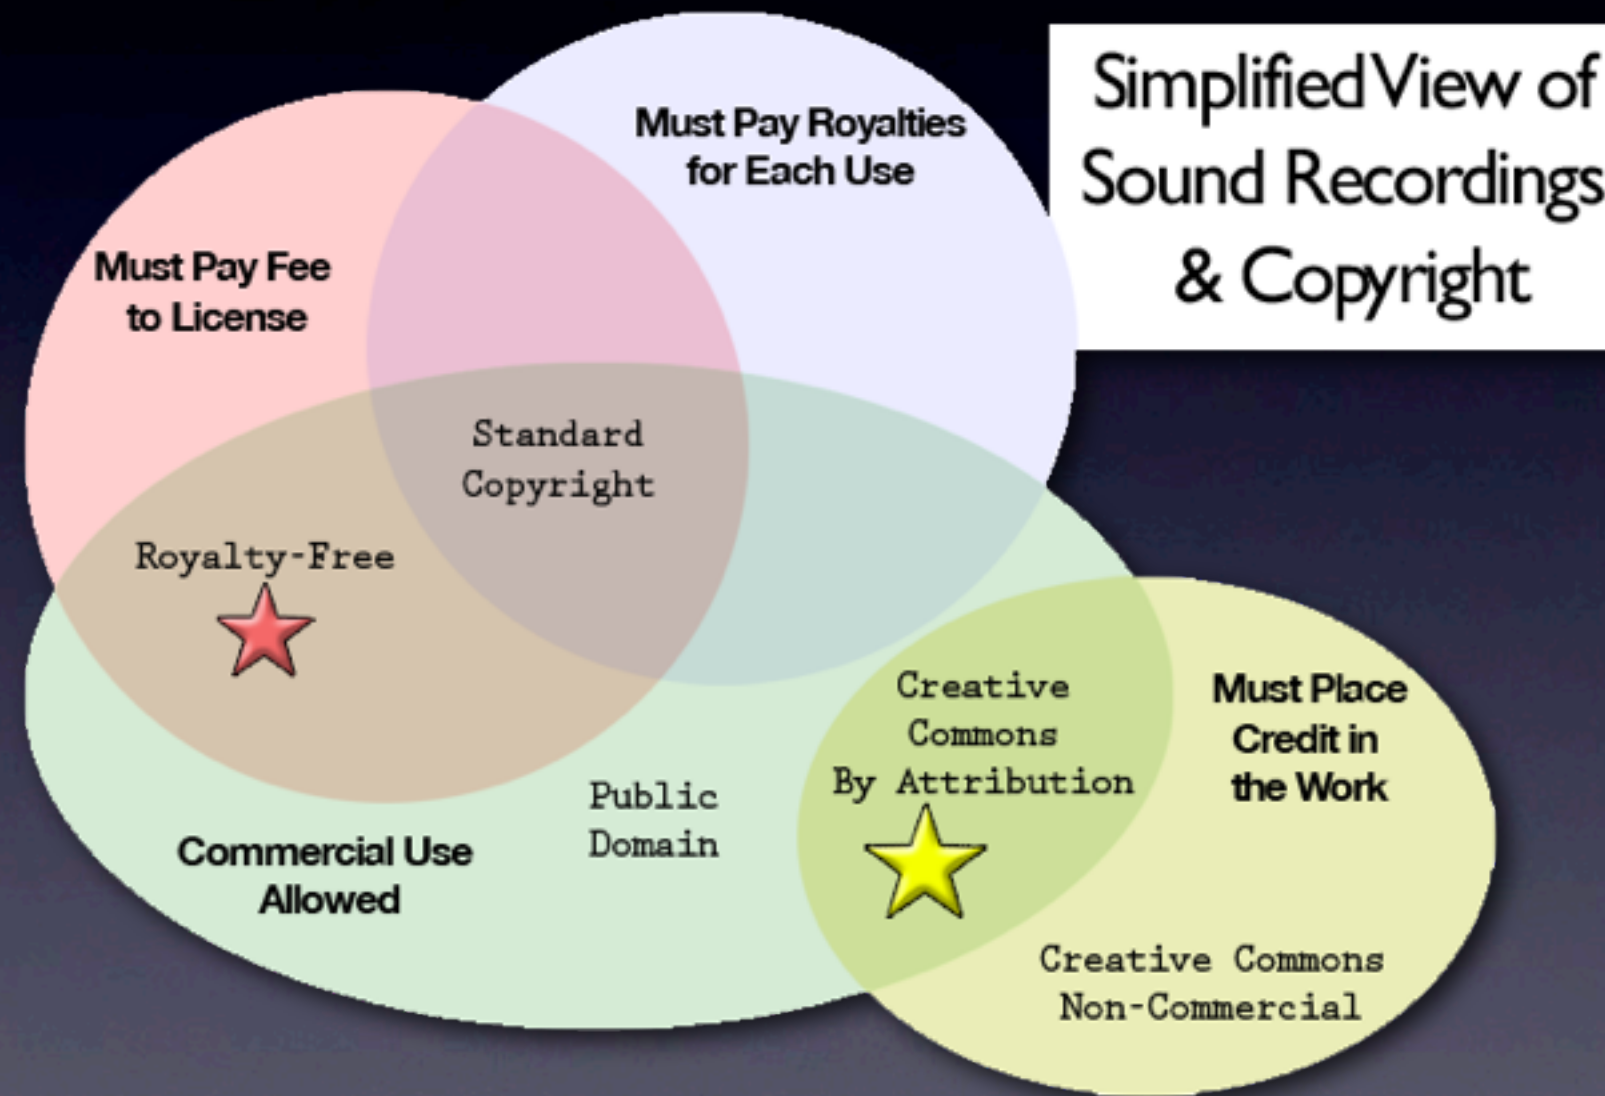 Simplified View of
Sound Recordings
& Copyright
Must Pay Royalties
for Each Use
Must Pay Fee
to License
Standard
Copyright
Royalty-Free
Creative
Commons
By Attribution
Must Place
Credit in
the Work
Public
Domain
Commercial Use
Allowed
Creative Commons
Non-Commercial